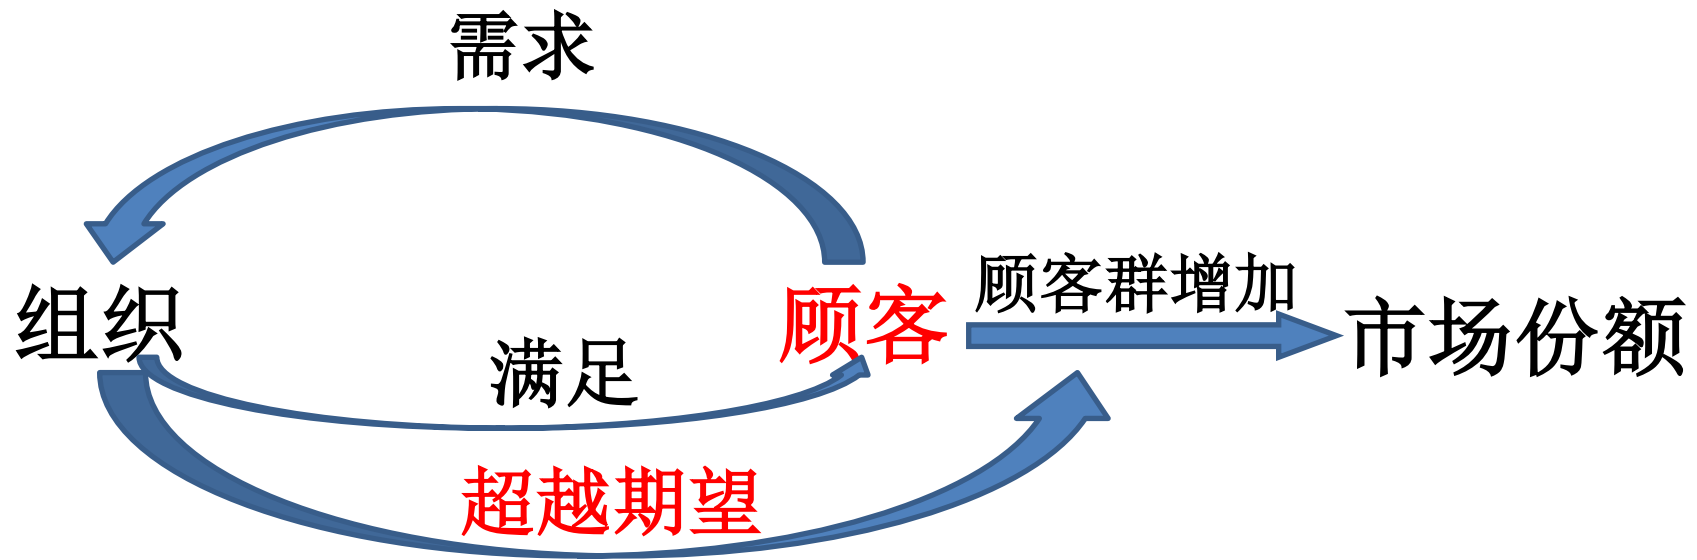 需求
顾客群增加
组织
顾客
市场份额
满足
超越期望